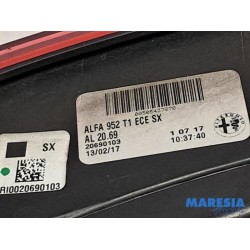 ALFA 952 T1 ECE SX
AL 20.69
20690103
13/02/17
1 07 17
10:37:40
SX
RI0020690103
MARESIA